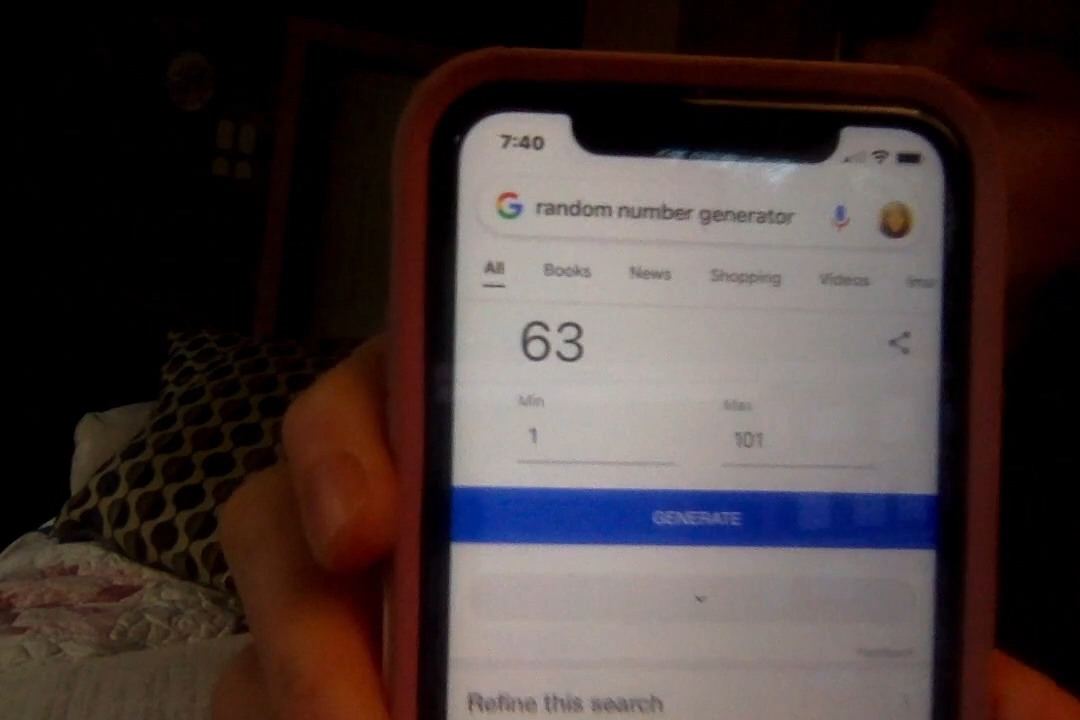 7:40
random number generator
All Books News Shopping Videos
63
Min Max
1 101
GENERATE
Feedback
Refine this search